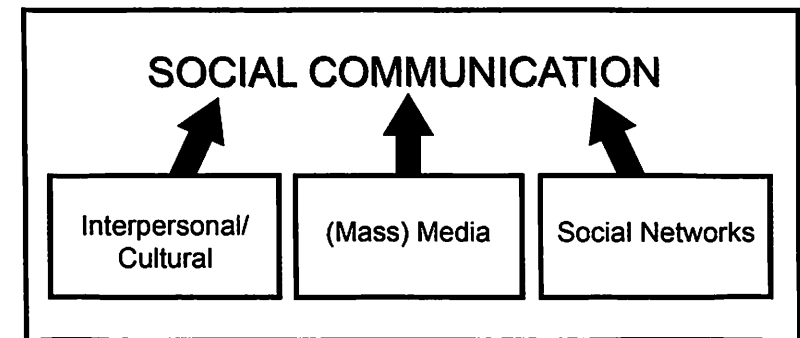 SOCIAL COMMUNICATION
Interpersonal/
Cultural
(Mass) Media
Social Networks